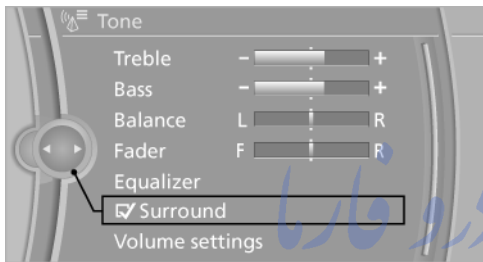 Tone
Treble - +
Bass - +
Balance L R
Fader F R
Equalizer
Surround
Volume settings